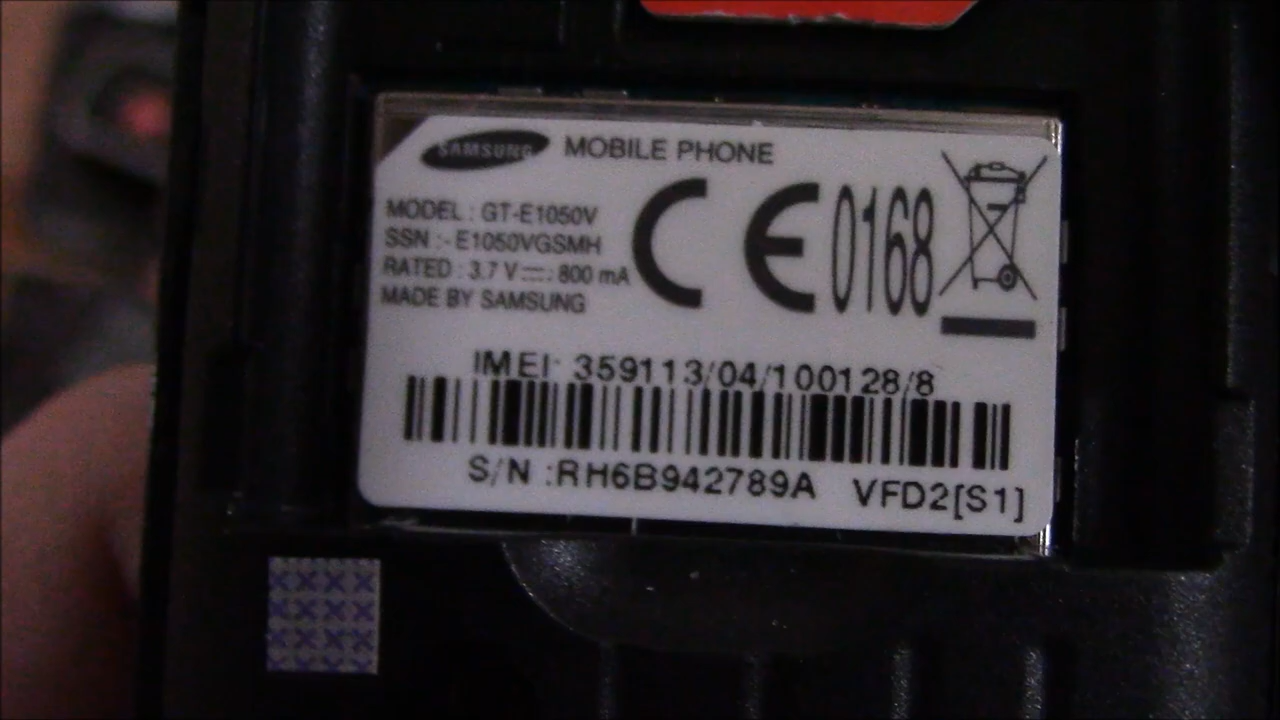 SAMSUNG MOBILE PHONE
MODEL : GT-E1050V
SSN : - E1050VGSMH
RATED : 3.7 V ⎓ : 800 mA
MADE BY SAMSUNG
CE 0168
IMEI: 359113/04/100128/8
S/N :RH6B942789A VFD2[S1]